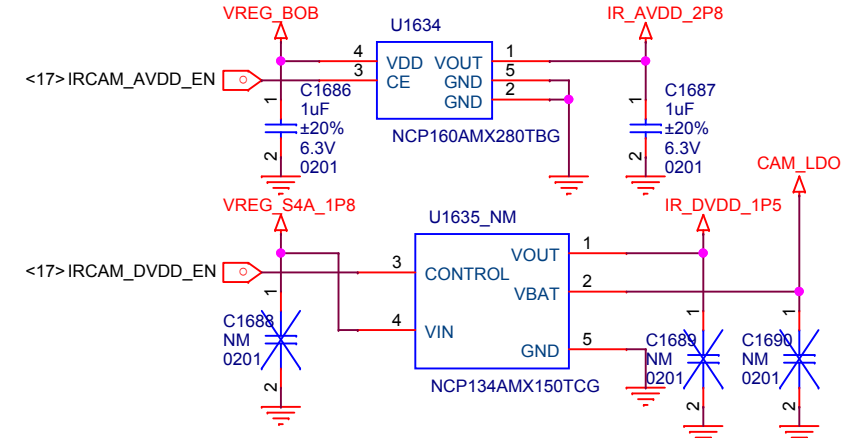 VREG_BOB
IR_AVDD_2P8
U1634
<17> IRCAM_AVDD_EN
4
3
VDD
CE
VOUT
GND
GND
1
5
2
1
C1686
1uF
±20%
6.3V
0201
2
NCP160AMX280TBG
1
C1687
1uF
±20%
6.3V
0201
2
CAM_LDO
VREG_S4A_1P8
IR_DVDD_1P5
U1635_NM
<17> IRCAM_DVDD_EN
3
4
CONTROL
VIN
VOUT
VBAT
GND
1
2
5
1
C1688
NM
0201
2
NCP134AMX150TCG
1
C1689
NM
0201
2
1
C1690
NM
0201
2